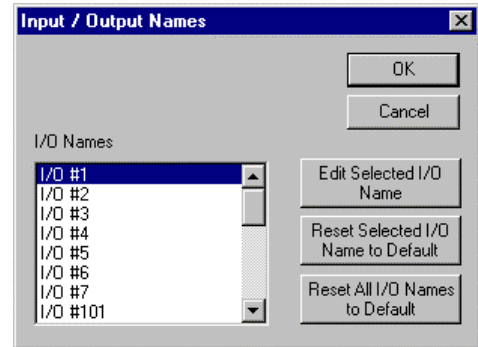 Input / Output Names
OK
Cancel
I/O Names
I/O #1
I/O #2
I/O #3
I/O #4
I/O #5
I/O #6
I/O #7
I/O #101
Edit Selected I/O
Name
Reset Selected I/O
Name to Default
Reset All I/O Names
to Default